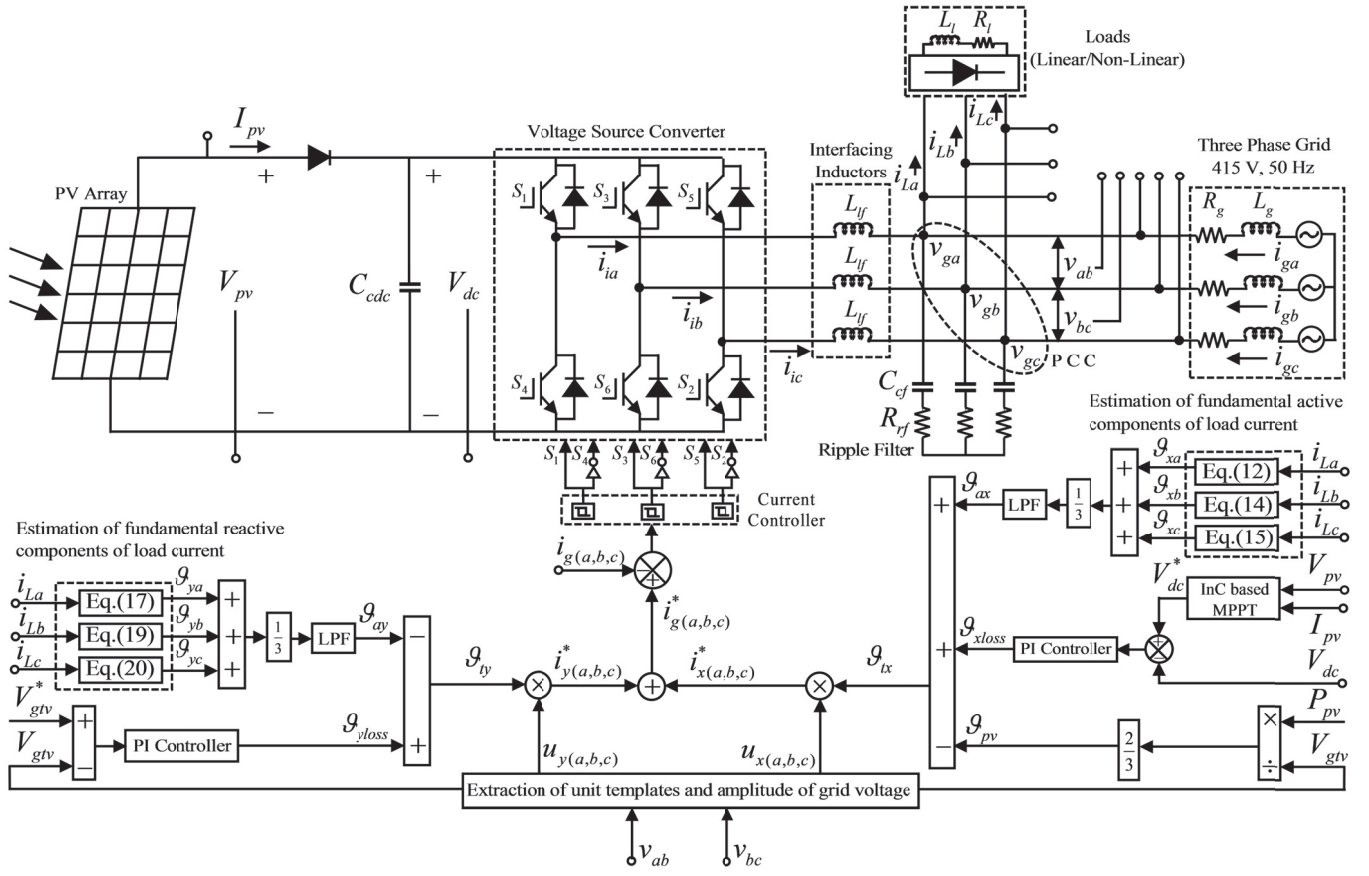 L_l R_l
Loads
(Linear/Non-Linear)
I_pv
Voltage Source Converter
i_La
i_Lb
i_Lc
Three Phase Grid
415 V, 50 Hz
PV Array
+
+
S_1
S_3
S_5
Interfacing
Inductors
L_lf
L_lf
L_lf
R_g
L_g
V_pv
C_cdc
V_dc
i_ia
i_ib
i_ic
v_ga
v_gb
v_gc
PCC
v_ab
v_bc
i_ga
i_gb
i_gc
S_4
S_6
S_2
−
−
C_cf
R_rf
Ripple Filter
S_1 S_4 S_3 S_6 S_5 S_2
Current
Controller
Estimation of fundamental active
components of load current
ϑ_xa
Eq.(12)
i_La
ϑ_xb
Eq.(14)
i_Lb
ϑ_xc
Eq.(15)
i_Lc
+
+
+
1/3
LPF
ϑ_ax
+
+
−
V*_dc
InC based
MPPT
V_pv
I_pv
V_dc
+
−
PI Controller
ϑ_xloss
P_pv
V_gtv
×
÷
2/3
ϑ_pv
ϑ_tx
Estimation of fundamental reactive
components of load current
i_La
Eq.(17)
ϑ_ya
i_Lb
Eq.(19)
ϑ_yb
i_Lc
Eq.(20)
ϑ_yc
+
+
+
1/3
LPF
ϑ_ay
−
+
V*_gtv
V_gtv
+
−
PI Controller
ϑ_yloss
ϑ_ty
i_g(a,b,c)
−
+
i*_g(a,b,c)
i*_y(a,b,c)
i*_x(a,b,c)
×
+
×
u_y(a,b,c)
u_x(a,b,c)
Extraction of unit templates and amplitude of grid voltage
v_ab
v_bc